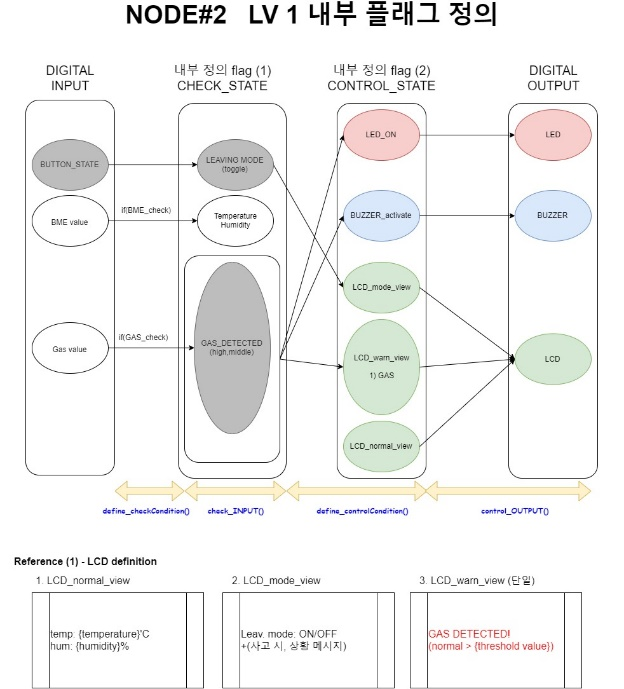 NODE#2 LV 1 내부 플래그 정의
DIGITAL
INPUT
내부 정의 flag (1)
CHECK_STATE
내부 정의 flag (2)
CONTROL_STATE
DIGITAL
OUTPUT
BUTTON_STATE
LEAVING MODE
(toggle)
LED_ON
LED
BME value
if(BME_check)
Temperature
Humidity
BUZZER_activate
BUZZER
LCD_mode_view
Gas value
if(GAS_check)
GAS_DETECTED
(high,middle)
LCD_warn_view
1) GAS
LCD
LCD_normal_view
define_checkCondition()
check_INPUT()
define_controlCondition()
control_OUTPUT()
Reference (1) - LCD definition
1. LCD_normal_view
temp: {temperature}'C
hum: {humidity}%
2. LCD_mode_view
Leav. mode: ON/OFF
+(사고 시, 상황 메시지)
3. LCD_warn_view (단일)
GAS DETECTED!
(normal > {threshold value})